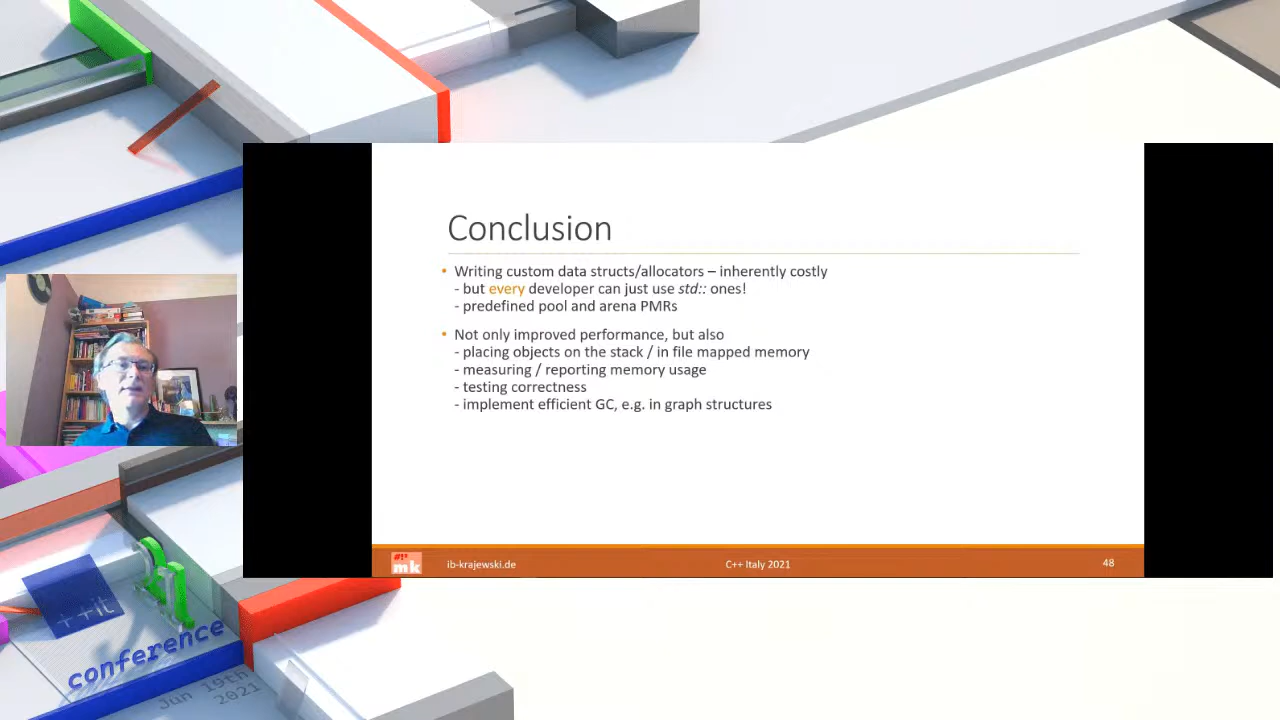 Conclusion
• Writing custom data structs/allocators – inherently costly
- but every developer can just use std:: ones!
- predefined pool and arena PMRs
• Not only improved performance, but also
- placing objects on the stack / in file mapped memory
- measuring / reporting memory usage
- testing correctness
- implement efficient GC, e.g. in graph structures
#!"
mk
ib-krajewski.de
C++ Italy 2021
48
++it
conference
Jun 19th
2021